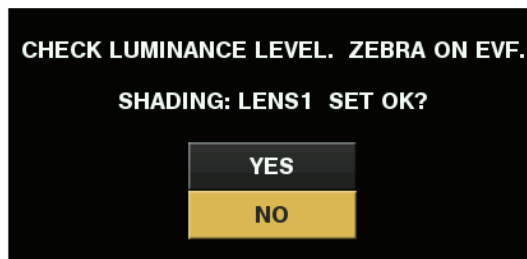 CHECK LUMINANCE LEVEL. ZEBRA ON EVF.
SHADING: LENS1 SET OK?
YES
NO